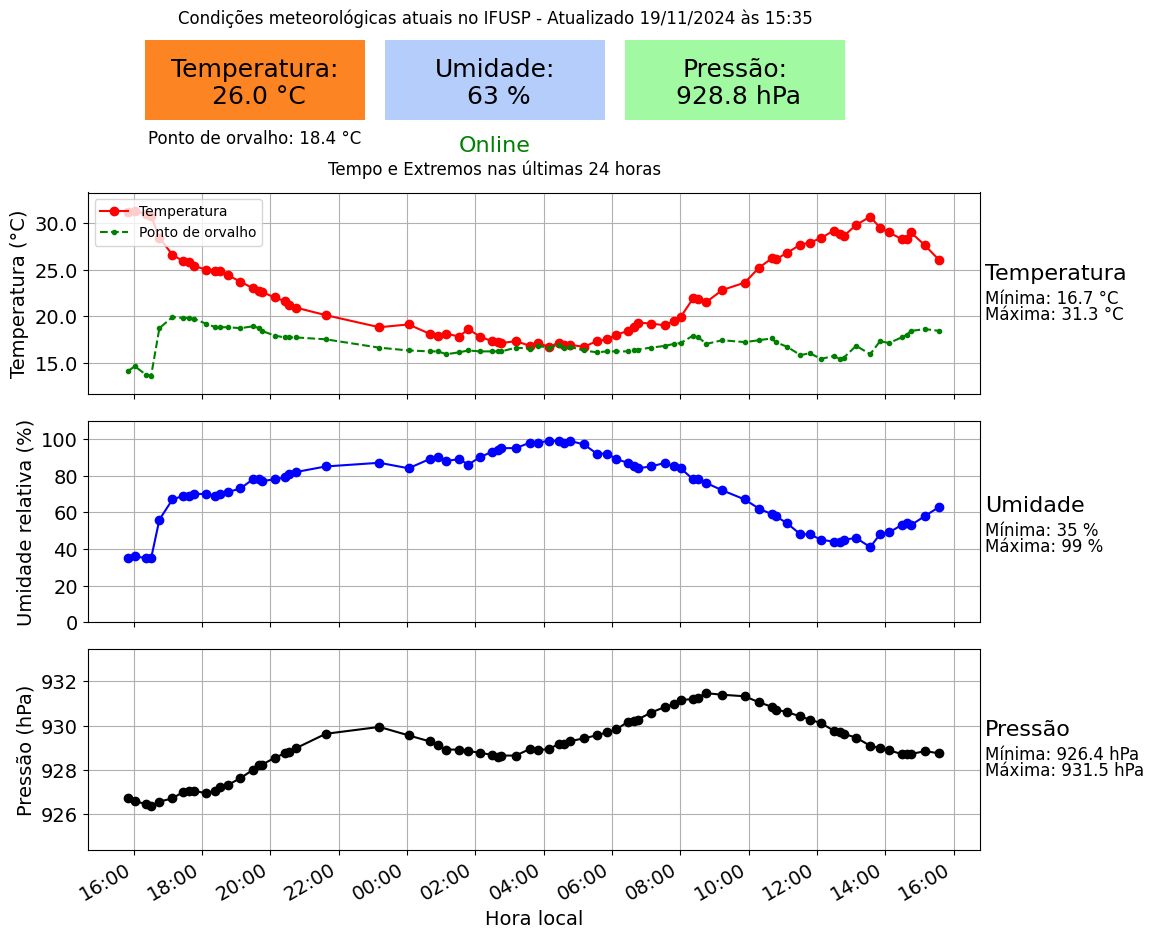 Condições meteorológicas atuais no IFUSP - Atualizado 19/11/2024 às 15:35
Temperatura:
26.0 °C
Umidade:
63 %
Pressão:
928.8 hPa
Ponto de orvalho: 18.4 °C
Online
Tempo e Extremos nas últimas 24 horas
Temperatura (°C)
30.0
25.0
20.0
15.0
Temperatura
Ponto de orvalho
Temperatura
Mínima: 16.7 °C
Máxima: 31.3 °C
Umidade relativa (%)
100
80
60
40
20
0
Umidade
Mínima: 35 %
Máxima: 99 %
Pressão (hPa)
932
930
928
926
Pressão
Mínima: 926.4 hPa
Máxima: 931.5 hPa
16:00 18:00 20:00 22:00 00:00 02:00 04:00 06:00 08:00 10:00 12:00 14:00 16:00
Hora local